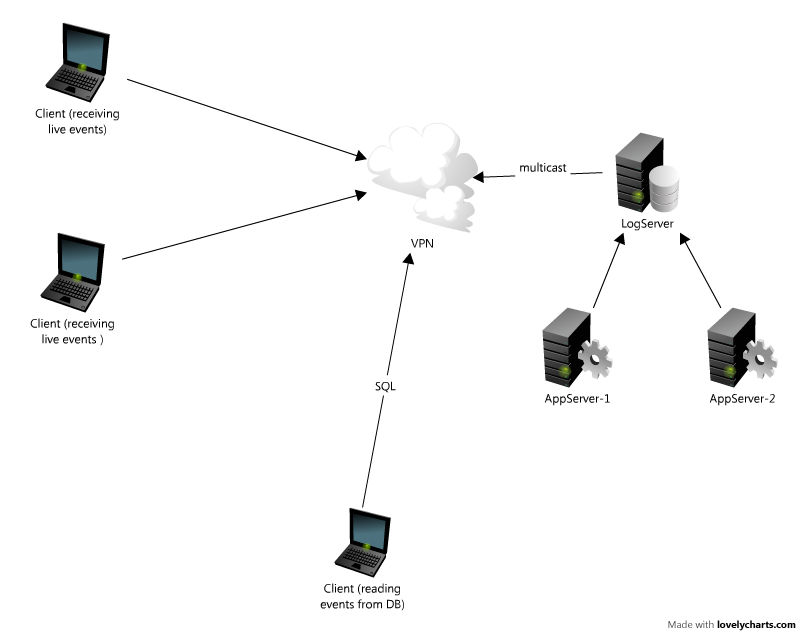 Client (receiving
live events)
multicast
LogServer
VPN
Client (receiving
live events )
SQL
AppServer-1
AppServer-2
Client (reading
events from DB)
Made with lovelycharts.com